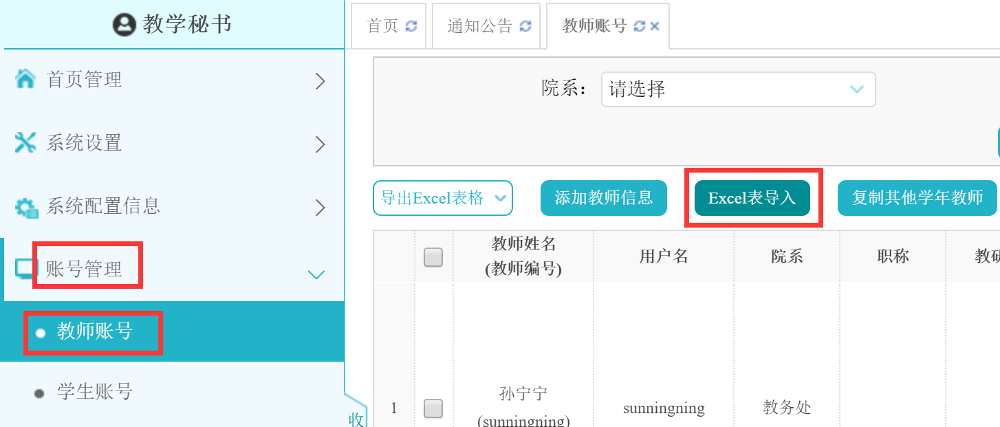 教学秘书
首页管理
系统设置
系统配置信息
账号管理
教师账号
学生账号
收
首页 通知公告 教师账号
院系： 请选择
导出Excel表格 添加教师信息 Excel表导入 复制其他学年教师
教师姓名
(教师编号) 用户名 院系 职称 教研
1 孙宁宁
(sunningning) sunningning 教务处